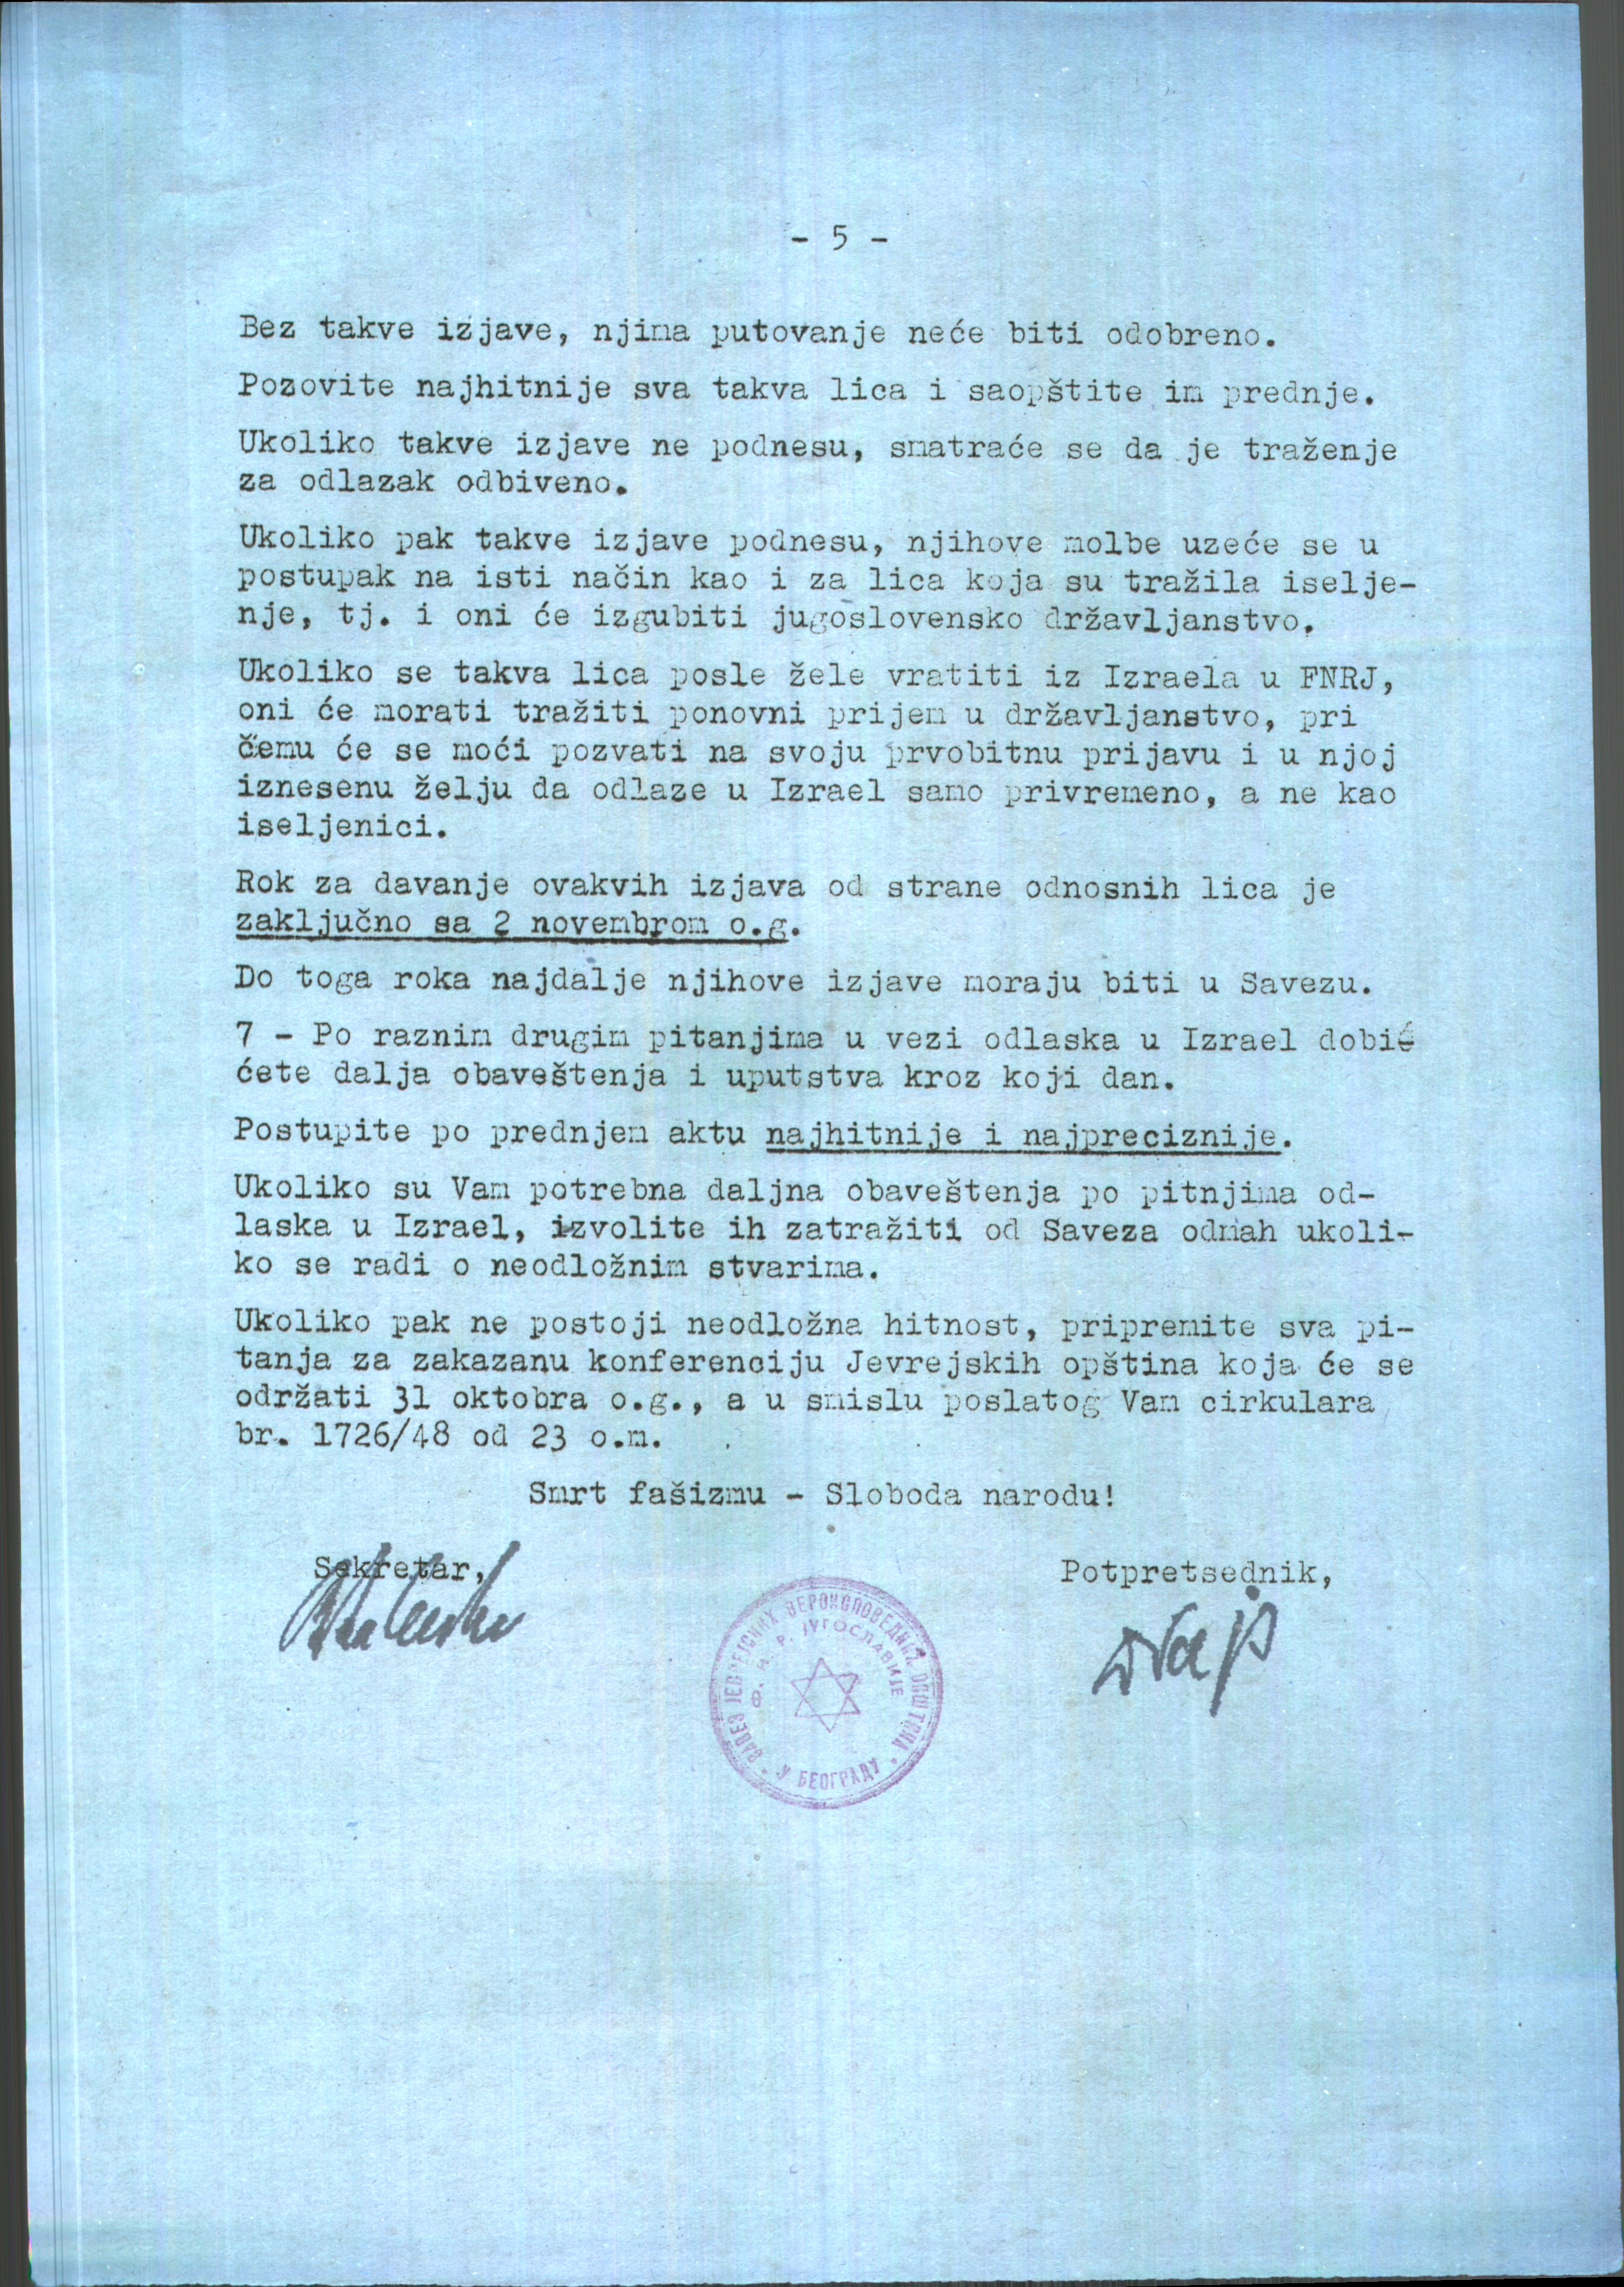 - 5 -
Bez takve izjave, njima putovanje neće biti odobreno.
Pozovite najhitnije sva takva lica i saopštite im prednje.
Ukoliko takve izjave ne podnesu, smatraće se da je traženje
za odlazak odbiveno.
Ukoliko pak takve izjave podnesu, njihove molbe uzeće se u
postupak na isti način kao i za lica koja su tražila iselje-
nje, tj. i oni će izgubiti jugoslovensko državljanstvo.
Ukoliko se takva lica posle žele vratiti iz Izraela u FNRJ,
oni će morati tražiti ponovni prijem u državljanstvo, pri
čemu će se moći pozvati na svoju prvobitnu prijavu i u njoj
iznesenu želju da odlaze u Izrael samo privremeno, a ne kao
iseljenici.
Rok za davanje ovakvih izjava od strane odnosnih lica je
zaključno sa 2 novembrom o.g.
Do toga roka najdalje njihove izjave moraju biti u Savezu.
7 - Po raznim drugim pitanjima u vezi odlaska u Izrael dobić
ćete dalja obaveštenja i uputstva kroz koji dan.
Postupite po prednjem aktu najhitnije i najpreciznije.
Ukoliko su Vam potrebna daljna obaveštenja po pitnjima od-
laska u Izrael, izvolite ih zatražiti od Saveza odmah ukoli-
ko se radi o neodložnim stvarima.
Ukoliko pak ne postoji neodložna hitnost, pripremite sva pi-
tanja za zakazanu konferenciju Jevrejskih opština koja će se
održati 31 oktobra o.g., a u smislu poslatog Vam cirkulara
br. 1726/48 od 23 o.m.
Smrt fašizmu - Sloboda narodu!
Sekretar,
Potpretsednik,
САВЕЗ ЈЕВРЕЈСКИХ ВЕРОИСПОВЕДНИХ ОПШТИНА
Ф. Н. Р. ЈУГОСЛАВИЈЕ
У БЕОГРАДУ